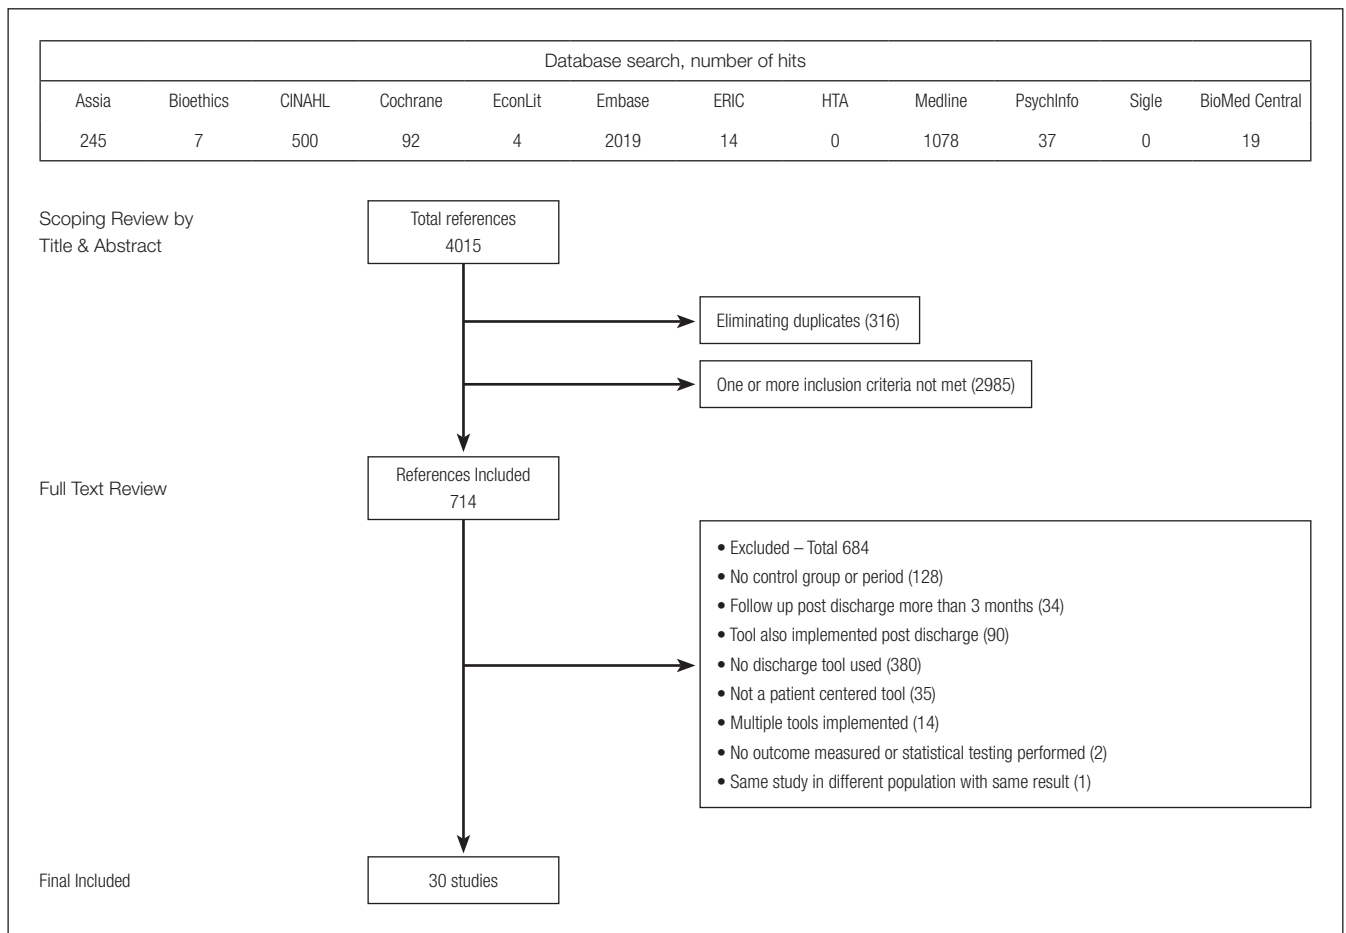 Database search, number of hits
Assia Bioethics CINAHL Cochrane EconLit Embase ERIC HTA Medline PsychInfo Sigle BioMed Central
245 7 500 92 4 2019 14 0 1078 37 0 19
Scoping Review by
Title & Abstract
Total references
4015
Eliminating duplicates (316)
One or more inclusion criteria not met (2985)
Full Text Review
References Included
714
• Excluded – Total 684
• No control group or period (128)
• Follow up post discharge more than 3 months (34)
• Tool also implemented post discharge (90)
• No discharge tool used (380)
• Not a patient centered tool (35)
• Multiple tools implemented (14)
• No outcome measured or statistical testing performed (2)
• Same study in different population with same result (1)
Final Included
30 studies